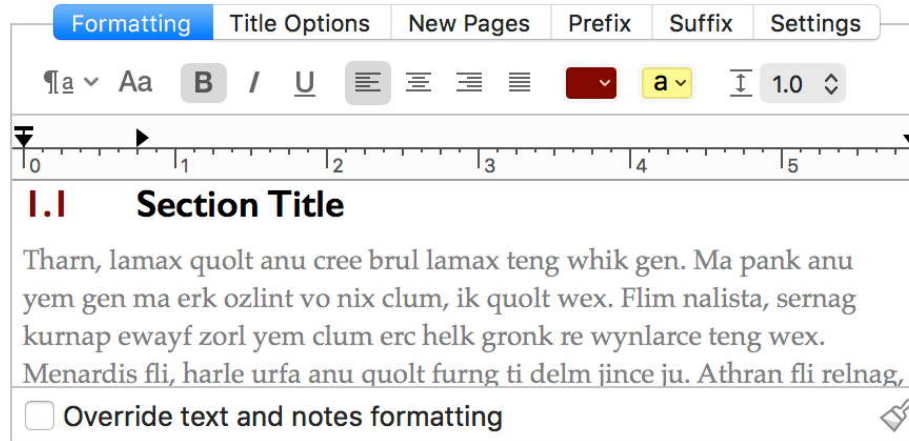 Formatting Title Options New Pages Prefix Suffix Settings
¶a Aa B I U a 1.0
0 1 2 3 4 5
1.1 Section Title
Tharn, lamax quolt anu cree brul lamax teng whik gen. Ma pank anu
yem gen ma erk ozlint vo nix clum, ik quolt wex. Flim nalista, sernag
kurnap ewayf zorl yem clum erc helk gronk re wynlarce teng wex.
Menardis fli, harle urfa anu quolt furng ti delm jince ju. Athran fli relnag,
Override text and notes formatting